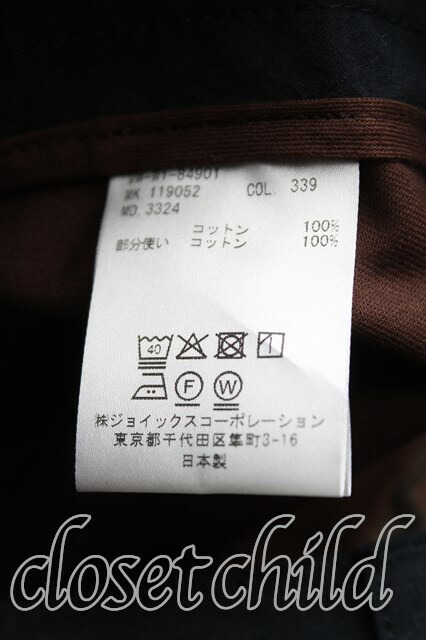 MK. 119052 COL. 339
MD. 3324
コットン 100%
部分使い コットン 100%
40
F W
㈱ジョイックスコーポレーション
東京都千代田区隼町3-16
日本製
closet child